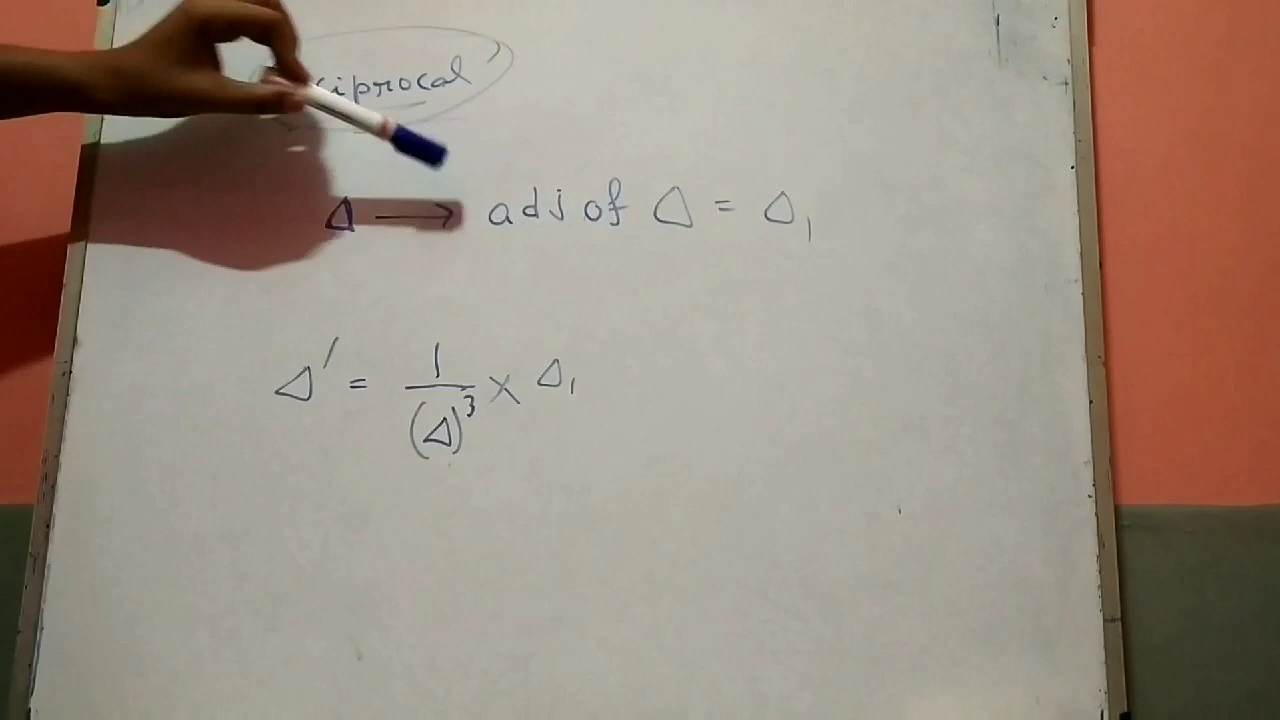 ciprocal
Δ → adj of Δ = Δ₁
Δ' = 1/(Δ)³ × Δ₁